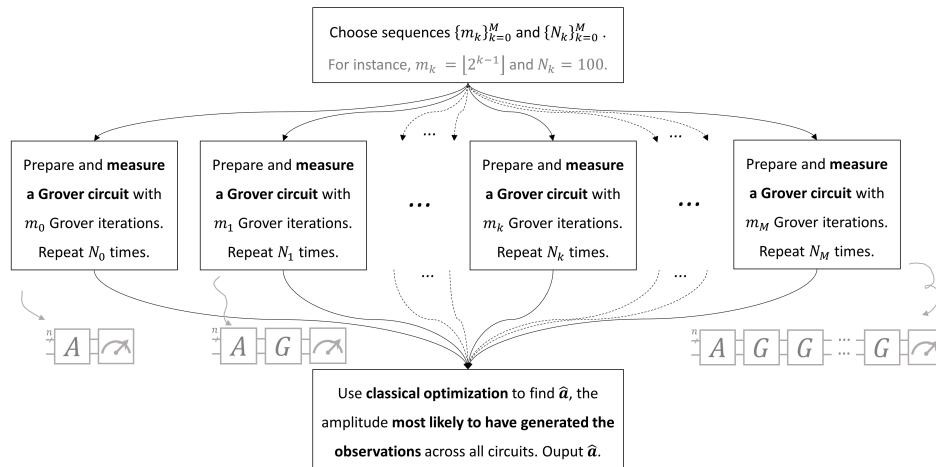 Choose sequences {m_k}_{k=0}^M and {N_k}_{k=0}^M .
For instance, m_k = ⌊2^{k−1}⌋ and N_k = 100.
...
...
Prepare and measure
a Grover circuit with
m_0 Grover iterations.
Repeat N_0 times.
Prepare and measure
a Grover circuit with
m_1 Grover iterations.
Repeat N_1 times.
...
Prepare and measure
a Grover circuit with
m_k Grover iterations.
Repeat N_k times.
...
Prepare and measure
a Grover circuit with
m_M Grover iterations.
Repeat N_M times.
...
...
n A
n A G
n A G G ... ... G
Use classical optimization to find â, the
amplitude most likely to have generated the
observations across all circuits. Ouput â.